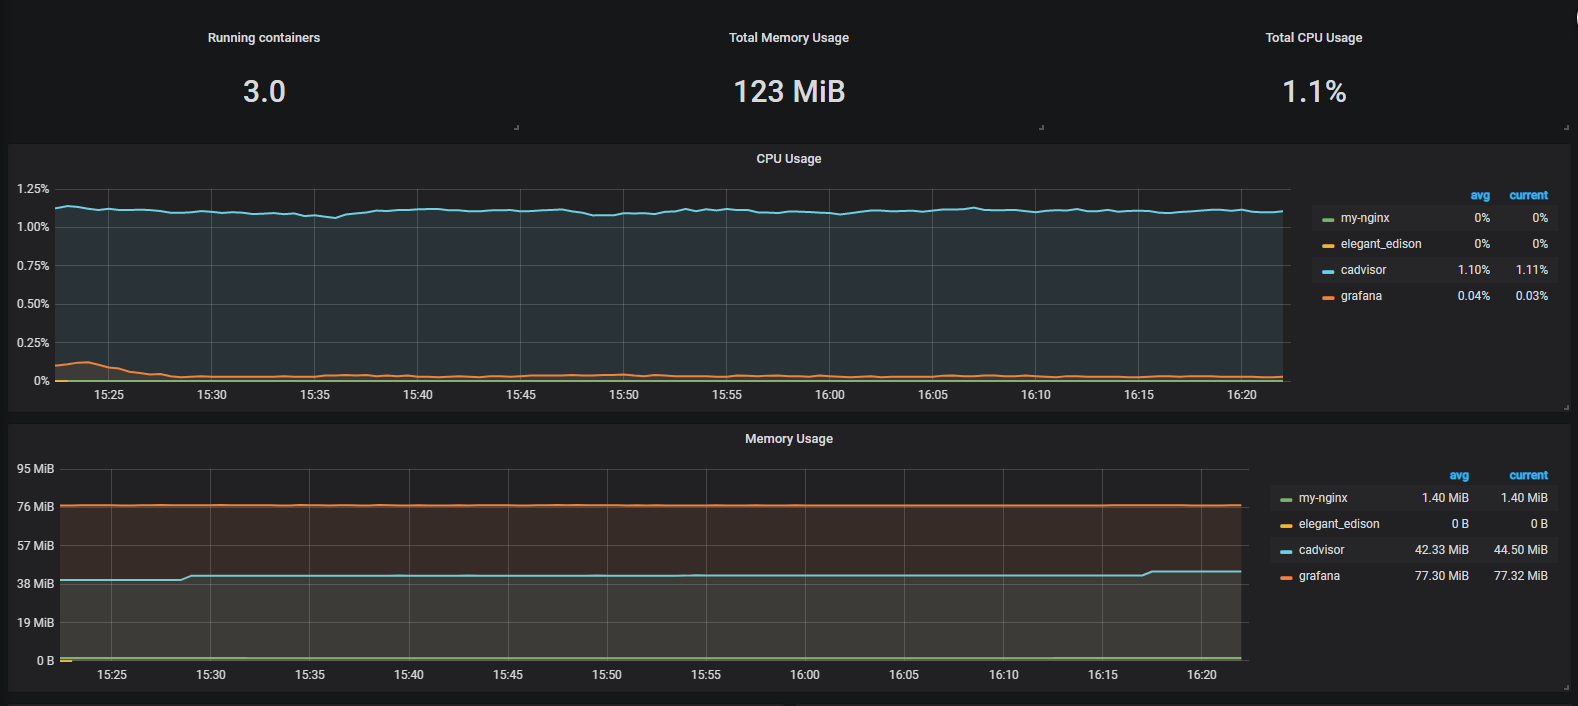 Running containers
Total Memory Usage
Total CPU Usage
3.0
123 MiB
1.1%
CPU Usage
1.25%
1.00%
0.75%
0.50%
0.25%
0%
15:25 15:30 15:35 15:40 15:45 15:50 15:55 16:00 16:05 16:10 16:15 16:20
avg current
my-nginx 0% 0%
elegant_edison 0% 0%
cadvisor 1.10% 1.11%
grafana 0.04% 0.03%
Memory Usage
95 MiB
76 MiB
57 MiB
38 MiB
19 MiB
0 B
15:25 15:30 15:35 15:40 15:45 15:50 15:55 16:00 16:05 16:10 16:15 16:20
avg current
my-nginx 1.40 MiB 1.40 MiB
elegant_edison 0 B 0 B
cadvisor 42.33 MiB 44.50 MiB
grafana 77.30 MiB 77.32 MiB